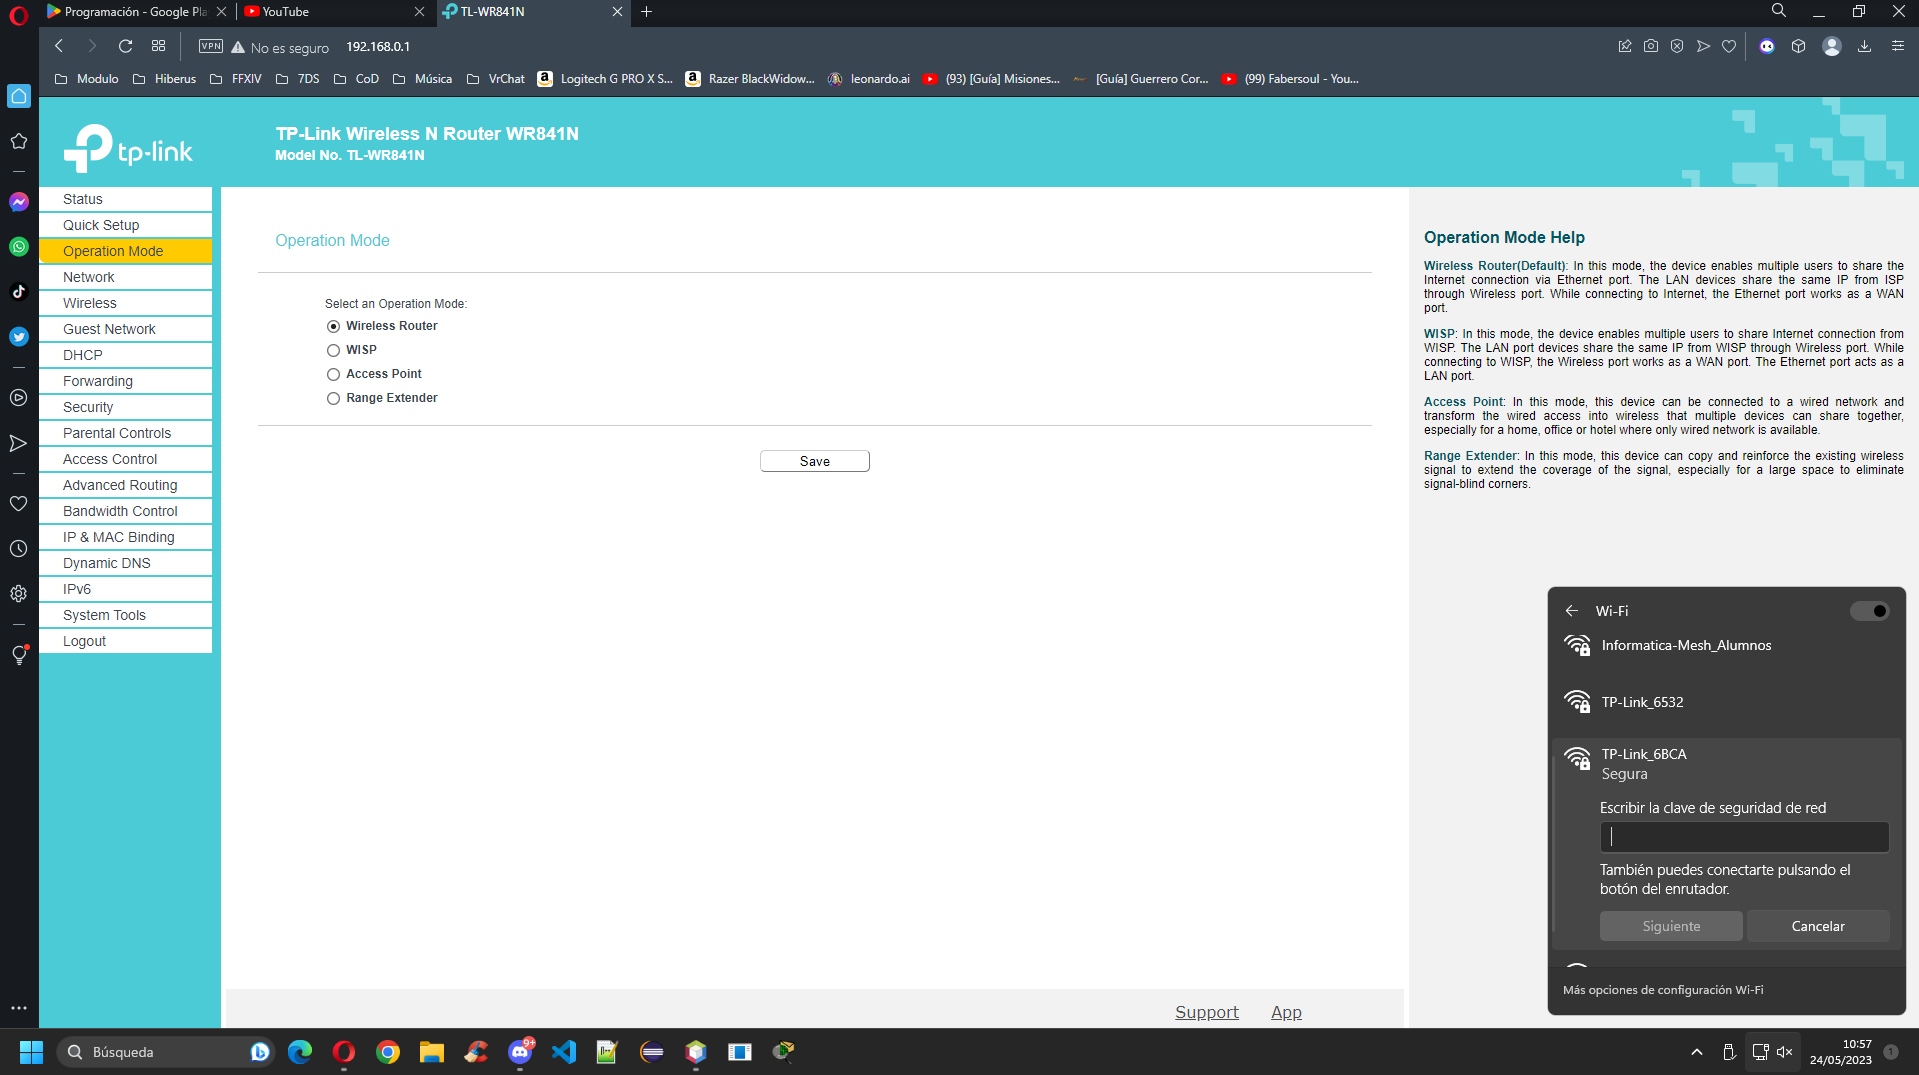 Programación - Google Pla
YouTube
TL-WR841N
VPN
No es seguro
192.168.0.1
Modulo
Hiberus
FFXIV
7DS
CoD
Música
VrChat
Logitech G PRO X S...
Razer BlackWidow...
leonardo.ai
(93) [Guía] Misiones...
[Guía] Guerrero Cor...
(99) Fabersoul - You...
tp-link
TP-Link Wireless N Router WR841N
Model No. TL-WR841N
Status
Quick Setup
Operation Mode
Network
Wireless
Guest Network
DHCP
Forwarding
Security
Parental Controls
Access Control
Advanced Routing
Bandwidth Control
IP & MAC Binding
Dynamic DNS
IPv6
System Tools
Logout
Operation Mode
Select an Operation Mode:
Wireless Router
WISP
Access Point
Range Extender
Save
Operation Mode Help
Wireless Router(Default): In this mode, the device enables multiple users to share the
Internet connection via Ethernet port. The LAN devices share the same IP from ISP
through Wireless port. While connecting to Internet, the Ethernet port works as a WAN
port.
WISP: In this mode, the device enables multiple users to share Internet connection from
WISP. The LAN port devices share the same IP from WISP through Wireless port. While
connecting to WISP, the Wireless port works as a WAN port. The Ethernet port acts as a
LAN port.
Access Point: In this mode, this device can be connected to a wired network and
transform the wired access into wireless that multiple devices can share together,
especially for a home, office or hotel where only wired network is available.
Range Extender: In this mode, this device can copy and reinforce the existing wireless
signal to extend the coverage of the signal, especially for a large space to eliminate
signal-blind corners.
Wi-Fi
Informatica-Mesh_Alumnos
TP-Link_6532
TP-Link_6BCA
Segura
Escribir la clave de seguridad de red
También puedes conectarte pulsando el
botón del enrutador.
Siguiente
Cancelar
Más opciones de configuración Wi-Fi
Support
App
Búsqueda
9+
10:57
24/05/2023
1